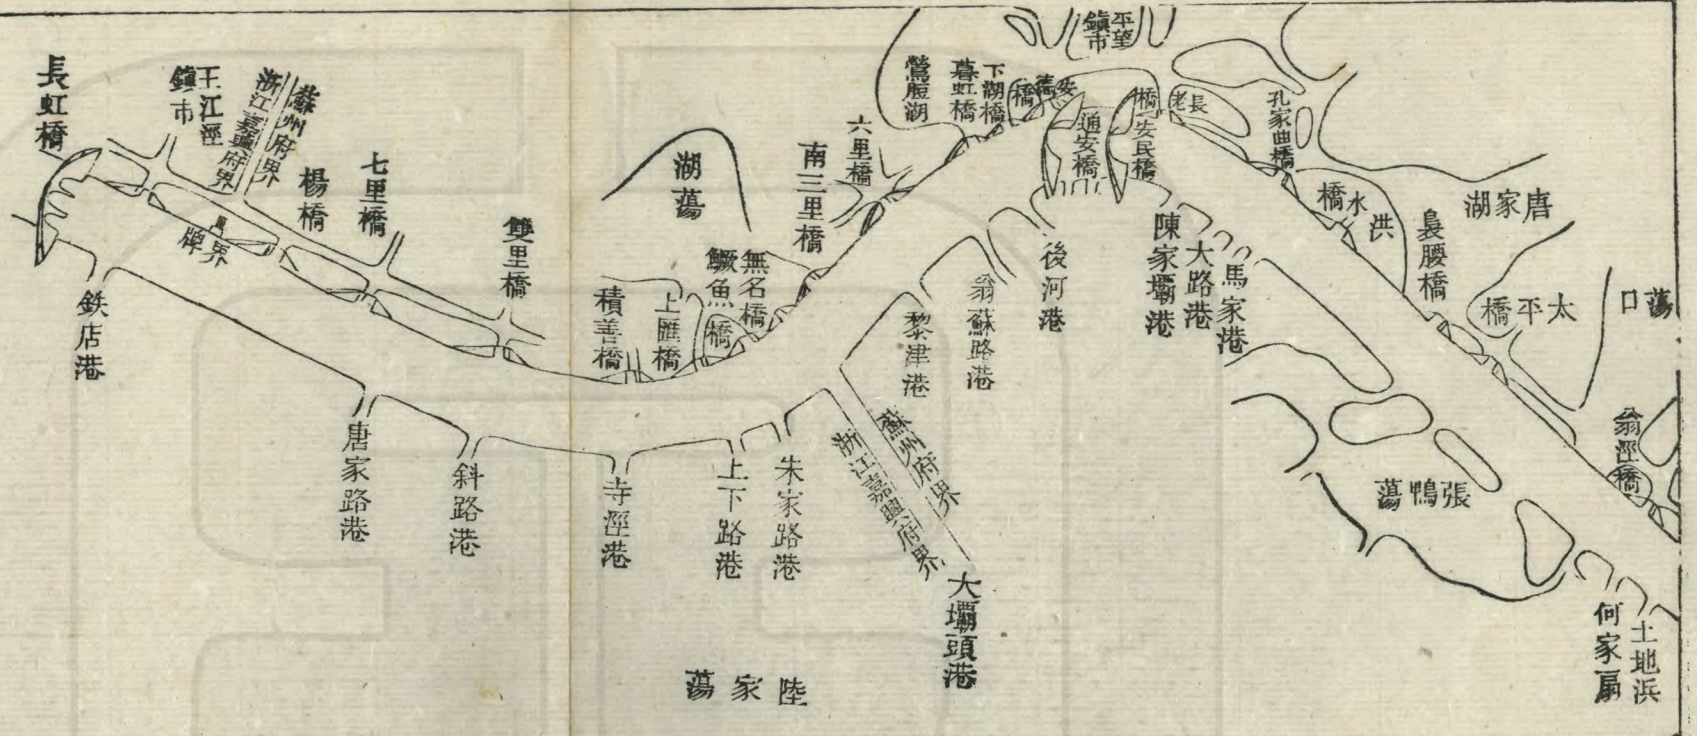 蕩口
唐家湖
太平橋
翁涇橋
土地浜
何家扇
張鴨蕩
裊腰橋
洪水橋
孔家曲橋
長老橋
安民橋
通安橋
平望鎮市
安德橋
下湖橋
暮虹橋
鶯脰湖
馬家港
大路港
陳家壩港
後河港
翁蘇路港
黎津港
六里橋
南三里橋
湖蕩
無名橋
鱖魚橋
上匯橋
積善橋
蘇州府界
浙江嘉興府界
大壩頭港
陸家蕩
朱家路港
上下路港
寺涇港
斜路港
唐家路港
鉄店港
雙里橋
七里橋
楊橋
蘇州府界
浙江嘉興府界
界牌
王江涇鎮市
長虹橋